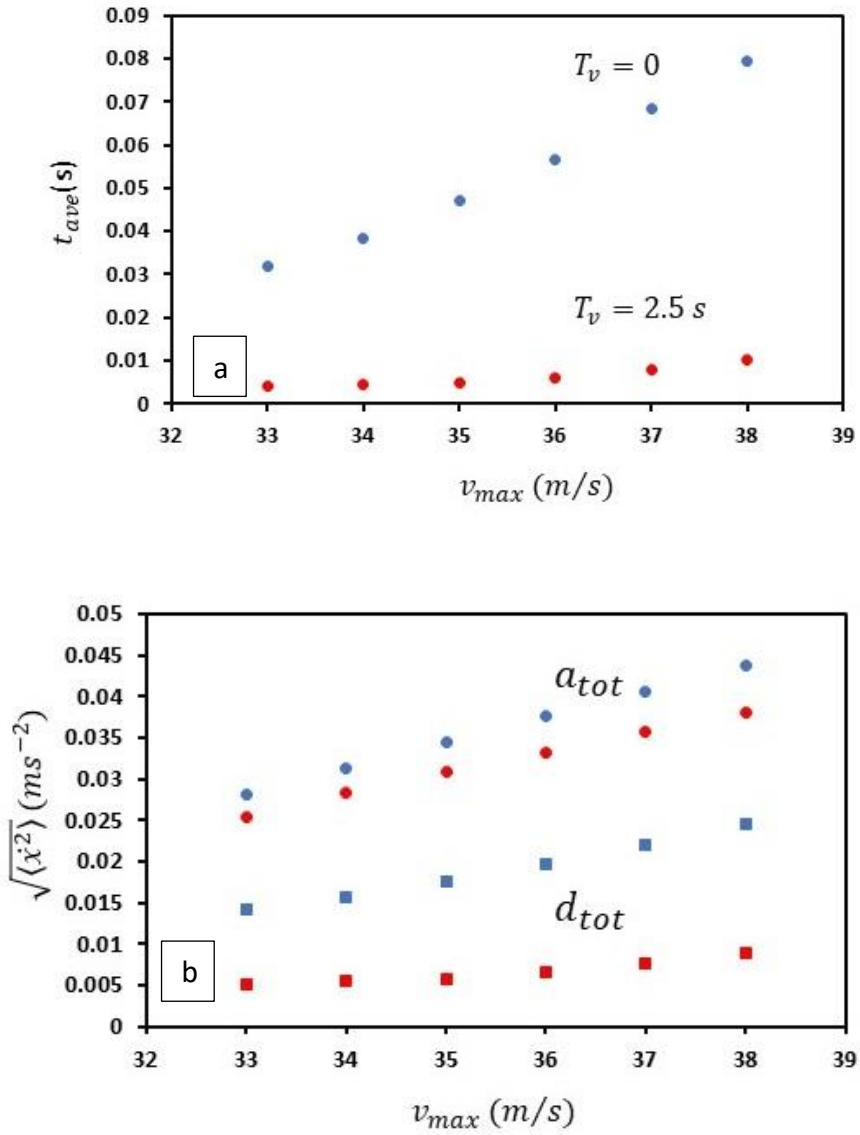 0.09
0.08
0.07
0.06
0.05
0.04
0.03
0.02
0.01
0
t_ave(s)
T_v = 0
T_v = 2.5 s
a
32 33 34 35 36 37 38 39
v_max (m/s)
0.05
0.045
0.04
0.035
0.03
0.025
0.02
0.015
0.01
0.005
0
√⟨ẋ²⟩ (ms⁻²)
a_tot
d_tot
b
32 33 34 35 36 37 38 39
v_max (m/s)